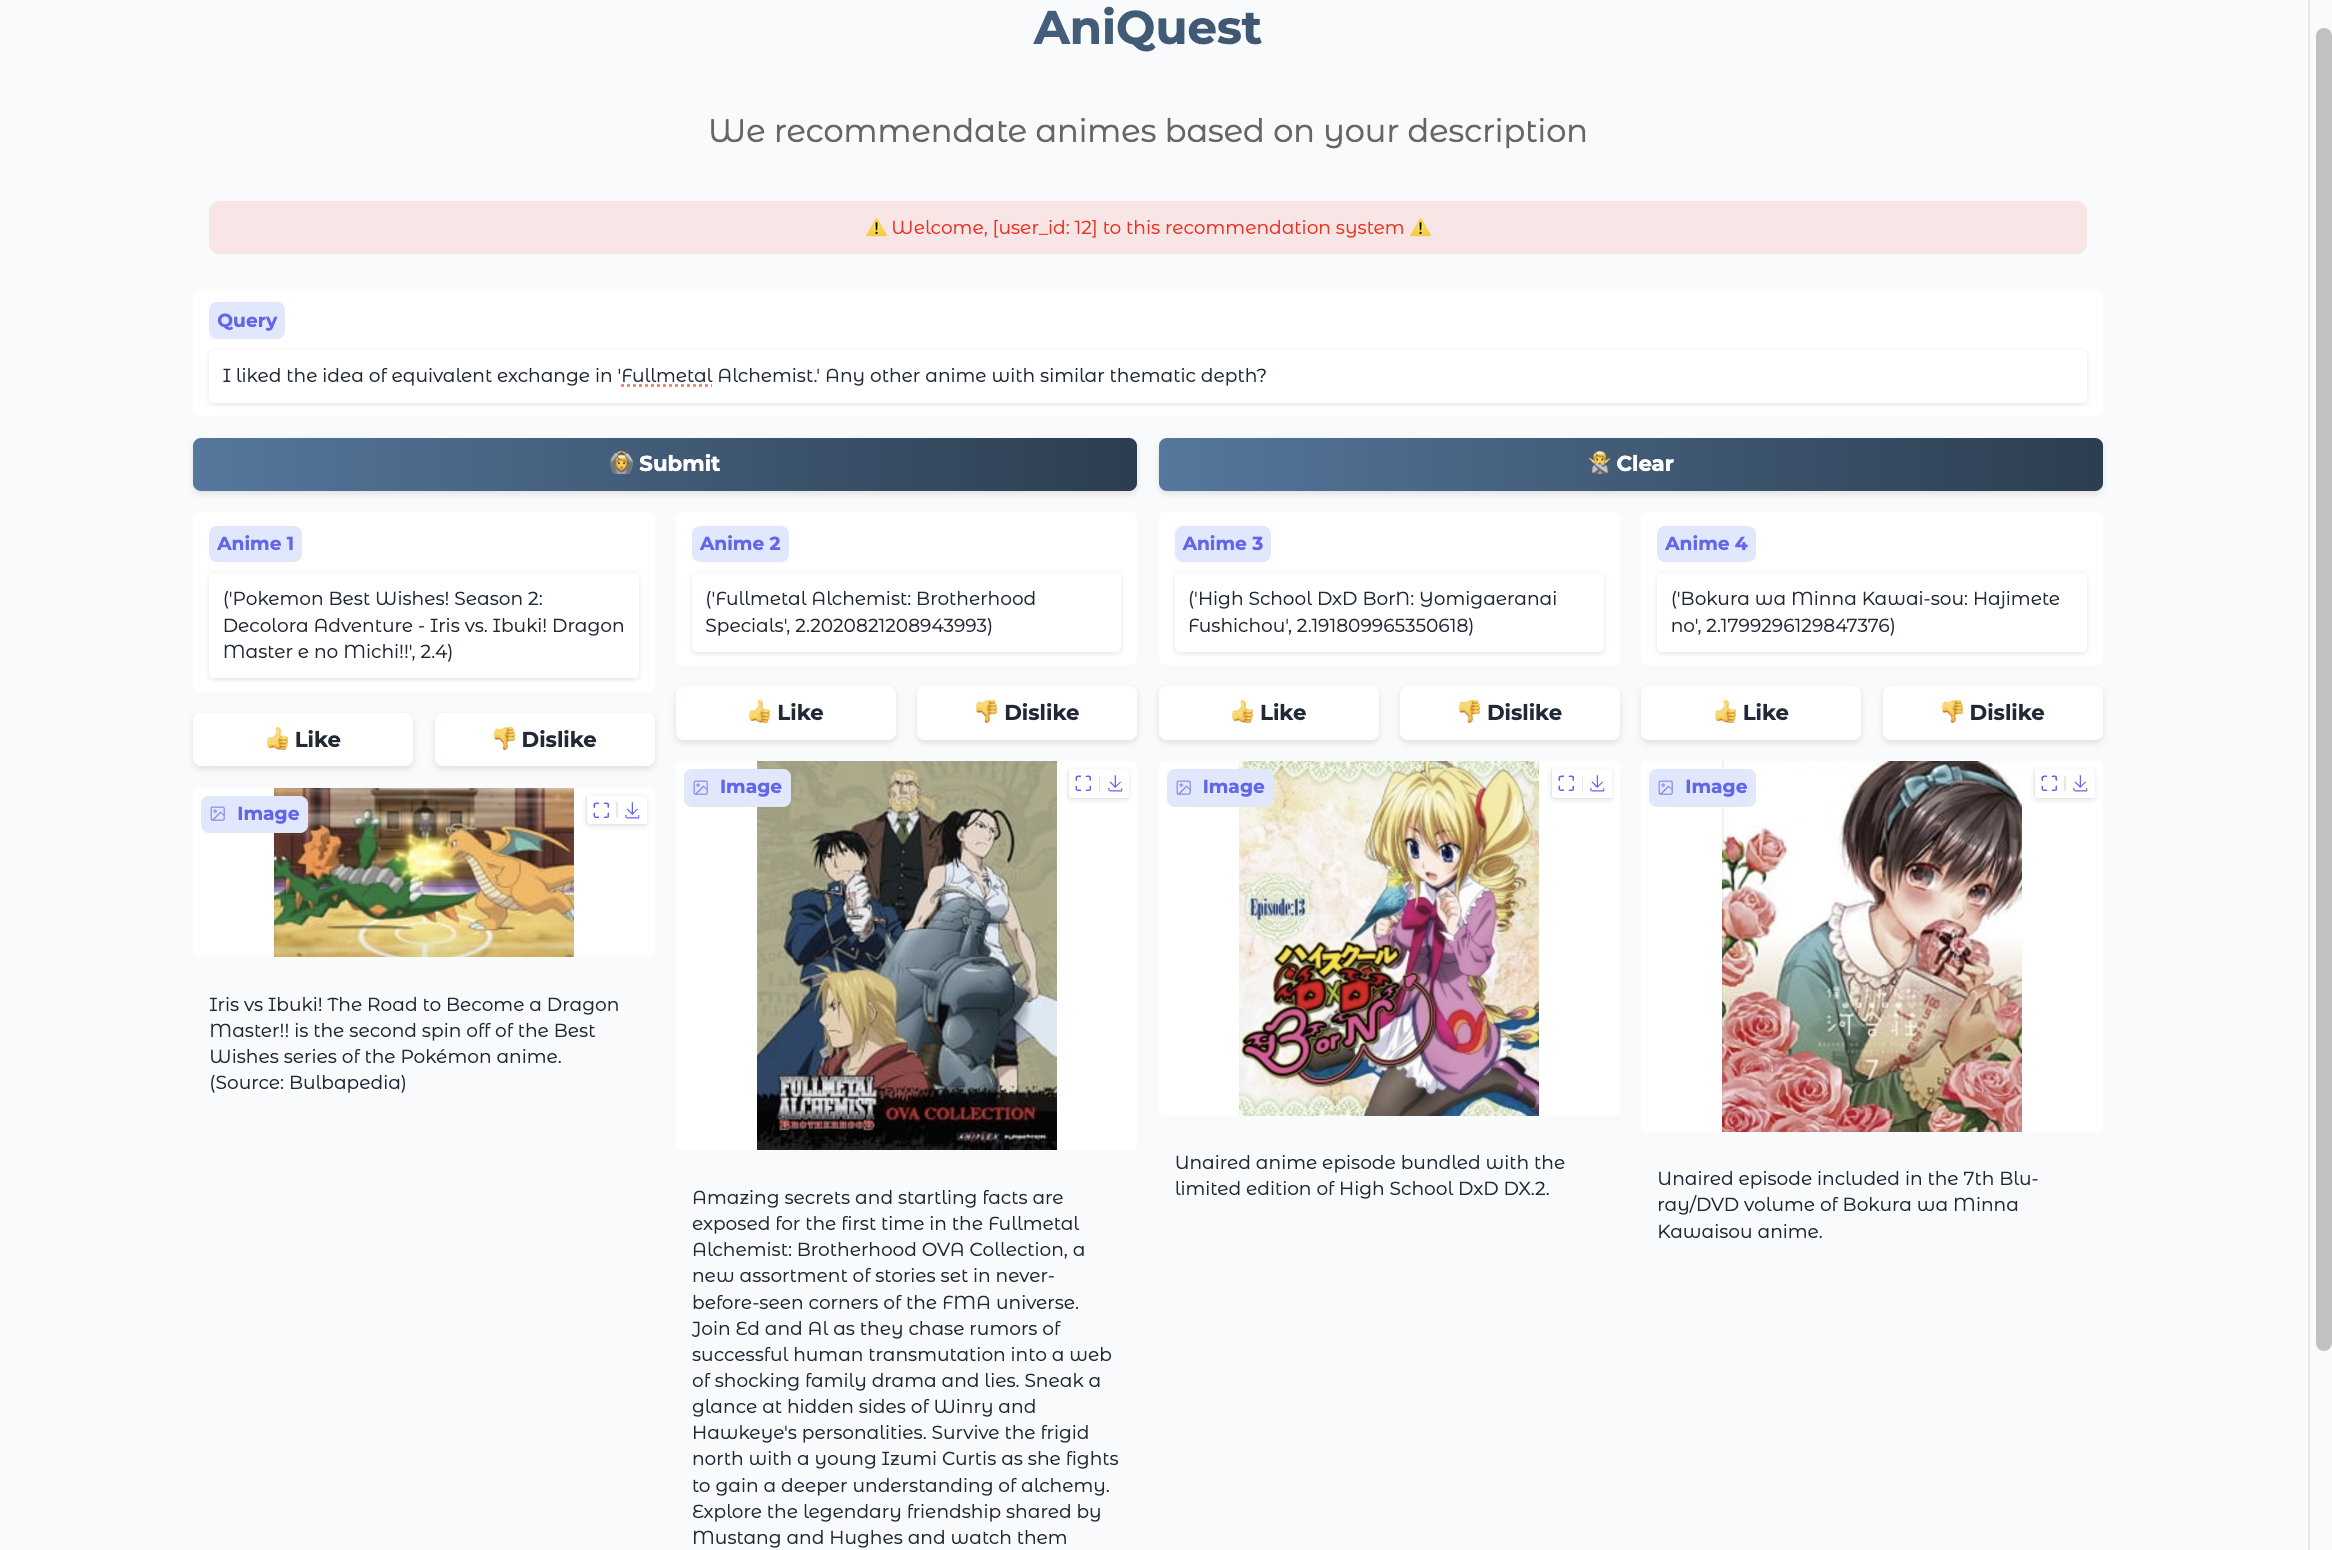 AniQuest
We recommendate animes based on your description
⚠️ Welcome, [user_id: 12] to this recommendation system ⚠️
Query
I liked the idea of equivalent exchange in 'Fullmetal Alchemist.' Any other anime with similar thematic depth?
🙆 Submit
🙅 Clear
Anime 1
('Pokemon Best Wishes! Season 2:
Decolora Adventure - Iris vs. Ibuki! Dragon
Master e no Michi!!', 2.4)
👍 Like
👎 Dislike
Image
Iris vs Ibuki! The Road to Become a Dragon
Master!! is the second spin off of the Best
Wishes series of the Pokémon anime.
(Source: Bulbapedia)
Anime 2
('Fullmetal Alchemist: Brotherhood
Specials', 2.2020821208943993)
👍 Like
👎 Dislike
Image
FULLMETAL
ALCHEMIST
BROTHERHOOD
OVA COLLECTION
ANIPLEX
Amazing secrets and startling facts are
exposed for the first time in the Fullmetal
Alchemist: Brotherhood OVA Collection, a
new assortment of stories set in never-
before-seen corners of the FMA universe.
Join Ed and Al as they chase rumors of
successful human transmutation into a web
of shocking family drama and lies. Sneak a
glance at hidden sides of Winry and
Hawkeye's personalities. Survive the frigid
north with a young Izumi Curtis as she fights
to gain a deeper understanding of alchemy.
Explore the legendary friendship shared by
Mustang and Hughes and watch them
Anime 3
('High School DxD BorN: Yomigaeranai
Fushichou', 2.191809965350618)
👍 Like
👎 Dislike
Image
Episode:13
ハイスクール
D×D
BorN
Unaired anime episode bundled with the
limited edition of High School DxD DX.2.
Anime 4
('Bokura wa Minna Kawai-sou: Hajimete
no', 2.1799296129847376)
👍 Like
👎 Dislike
Image
河合荘
7
Unaired episode included in the 7th Blu-
ray/DVD volume of Bokura wa Minna
Kawaisou anime.